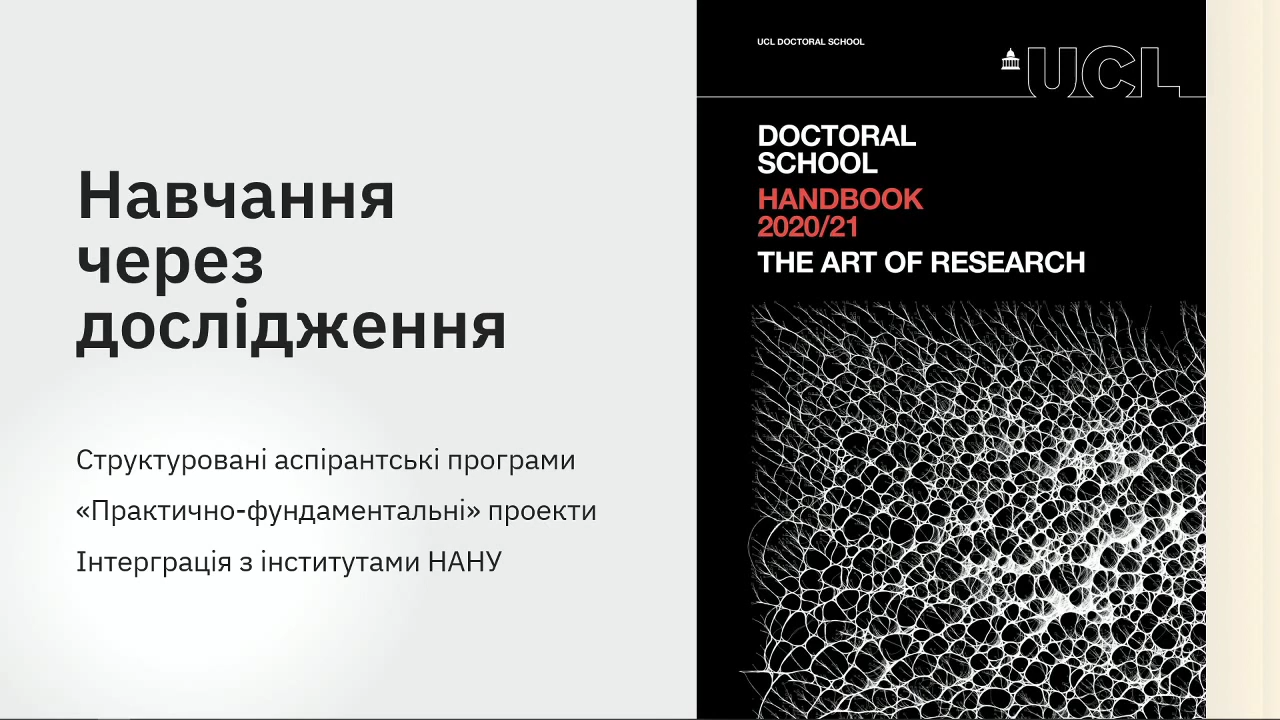 Навчання
через
дослідження
Структуровані аспірантські програми
«Практично-фундаментальні» проекти
Інтерграція з інститутами НАНУ
UCL DOCTORAL SCHOOL
UCL
DOCTORAL
SCHOOL
HANDBOOK
2020/21
THE ART OF RESEARCH